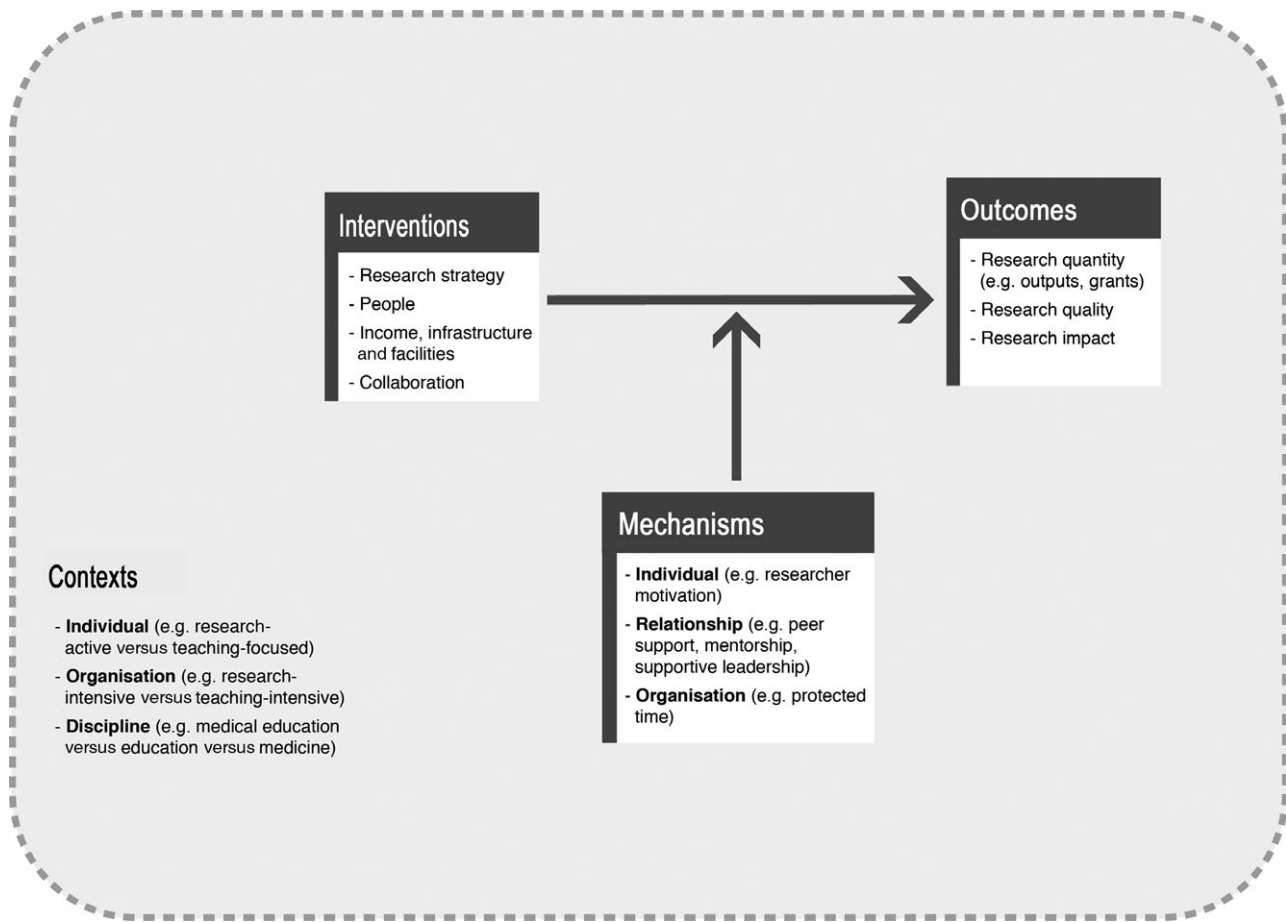 Interventions
- Research strategy
- People
- Income, infrastructure
and facilities
- Collaboration
Outcomes
- Research quantity
(e.g. outputs, grants)
- Research quality
- Research impact
Mechanisms
- Individual (e.g. researcher
motivation)
- Relationship (e.g. peer
support, mentorship,
supportive leadership)
- Organisation (e.g. protected
time)
Contexts
- Individual (e.g. research-
active versus teaching-focused)
- Organisation (e.g. research-
intensive versus teaching-intensive)
- Discipline (e.g. medical education
versus education versus medicine)